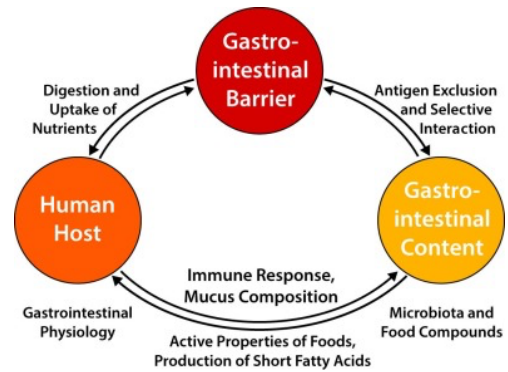 Gastro-
intestinal
Barrier
Digestion and
Uptake of
Nutrients
Antigen Exclusion
and Selective
Interaction
Human
Host
Gastro-
intestinal
Content
Immune Response,
Mucus Composition
Gastrointestinal
Physiology
Microbiota and
Food Compounds
Active Properties of Foods,
Production of Short Fatty Acids